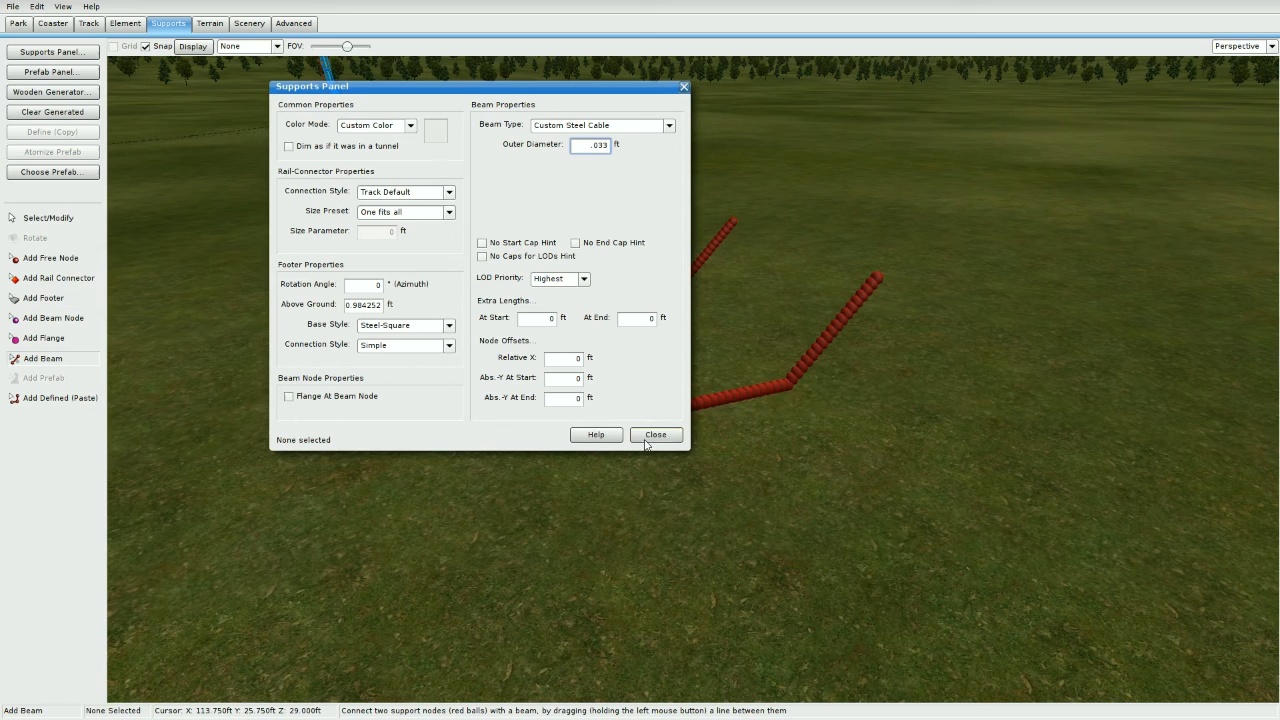 File Edit View Help
Park Coaster Track Element Supports Terrain Scenery Advanced
Supports Panel... Grid Snap Display None FOV: Perspective
Prefab Panel...
Wooden Generator...
Clear Generated
Define (Copy)
Atomize Prefab
Choose Prefab...
Select/Modify
Rotate
Add Free Node
Add Rail Connector
Add Footer
Add Beam Node
Add Flange
Add Beam
Add Prefab
Add Defined (Paste)
Supports Panel
Common Properties
Color Mode: Custom Color
Dim as if it was in a tunnel
Rail-Connector Properties
Connection Style: Track Default
Size Preset: One fits all
Size Parameter: 0 ft
Footer Properties
Rotation Angle: 0 ° (Azimuth)
Above Ground: 0.984252 ft
Base Style: Steel-Square
Connection Style: Simple
Beam Node Properties
Flange At Beam Node
None selected
Beam Properties
Beam Type: Custom Steel Cable
Outer Diameter: .033 ft
No Start Cap Hint No End Cap Hint
No Caps for LODs Hint
LOD Priority: Highest
Extra Lengths...
At Start: 0 ft At End: 0 ft
Node Offsets...
Relative X: 0 ft
Abs.-Y At Start: 0 ft
Abs.-Y At End: 0 ft
Help Close
Add Beam None Selected Cursor: X: 113.750ft Y: 25.750ft Z: 29.000ft Connect two support nodes (red balls) with a beam, by dragging (holding the left mouse button) a line between them